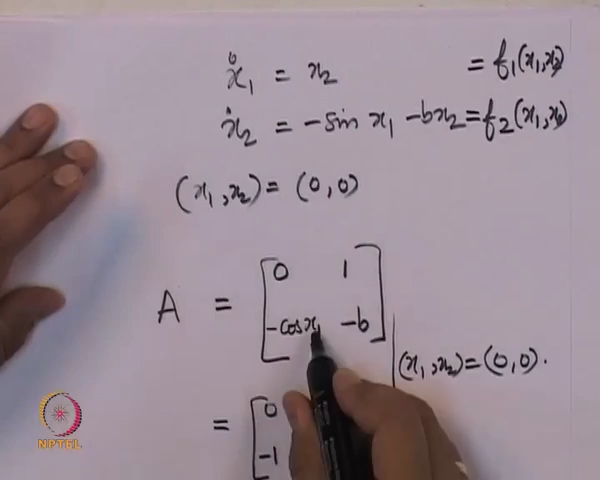 ẋ₁ = x₂ = f₁(x₁,x₂)
ẋ₂ = -sin x₁ - bx₂ = f₂(x₁,x₂)
(x₁,x₂) = (0,0)
A = [0 1
-cos x₁ -b] |(x₁,x₂)=(0,0).
= [0
-1
NPTEL